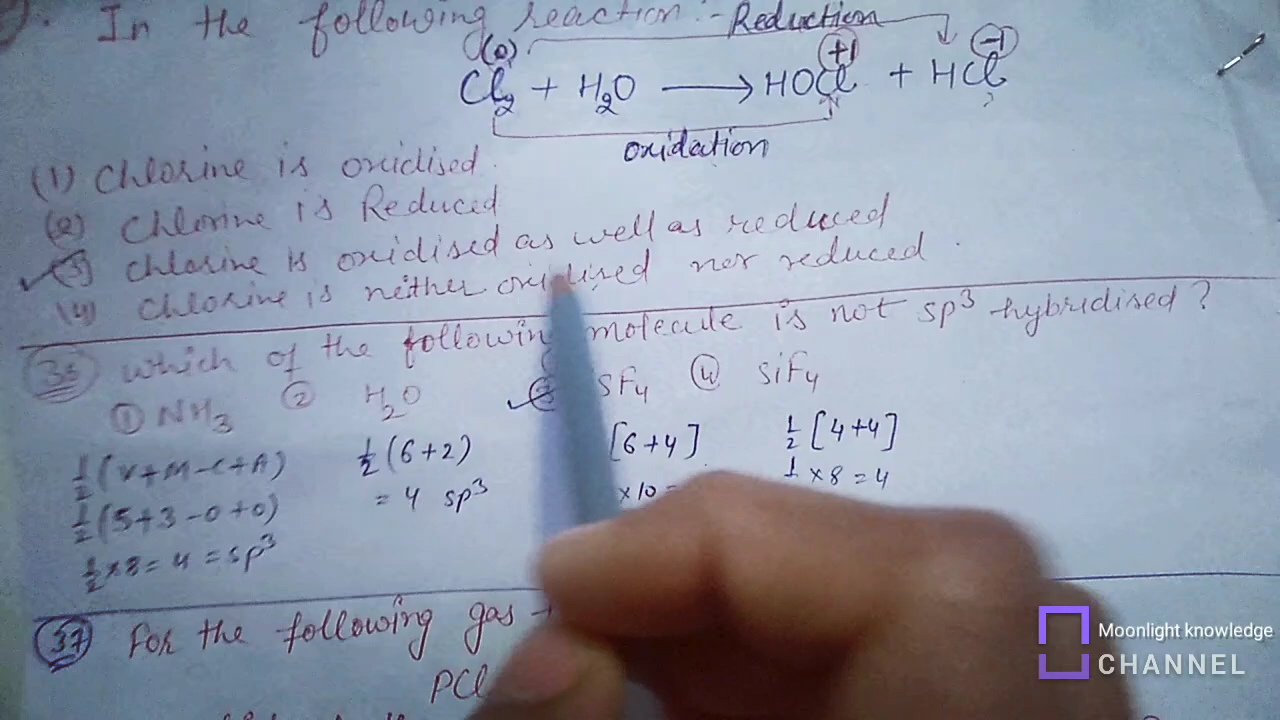 In the following reaction :- Reduction
(0) +1 -1
Cl2 + H2O ⟶ HOCl + HCl
oxidation
(1) Chlorine is oxidised.
(2) Chlorine is Reduced
(3) Chlorine is oxidised as well as reduced
(4) Chlorine is neither oxidised nor reduced.
36 which of the following molecule is not sp³ hybridised?
① NH3 ② H2O ③ SF4 ④ SiF4
½(V+M-C+A) ½(6+2) [6+4] ½[4+4]
½(5+3-0+0) = 4 sp³ ×10= ½×8=4
½×8=4=sp³
37 For the following gas
PCl
Moonlight knowledge
CHANNEL